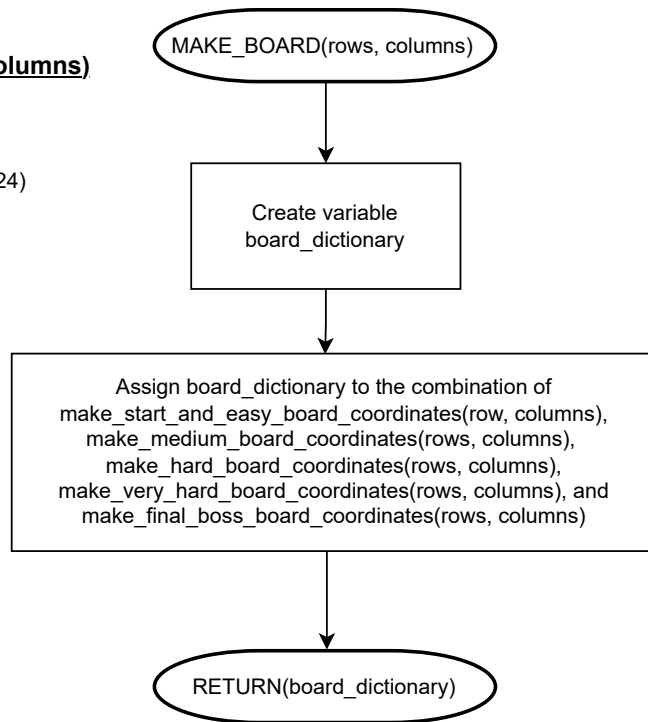 MAKE_BOARD(rows, columns)
olumns)
24)
Create variable
board_dictionary
Assign board_dictionary to the combination of
make_start_and_easy_board_coordinates(row, columns),
make_medium_board_coordinates(rows, columns),
make_hard_board_coordinates(rows, columns),
make_very_hard_board_coordinates(rows, columns), and
make_final_boss_board_coordinates(rows, columns)
RETURN(board_dictionary)